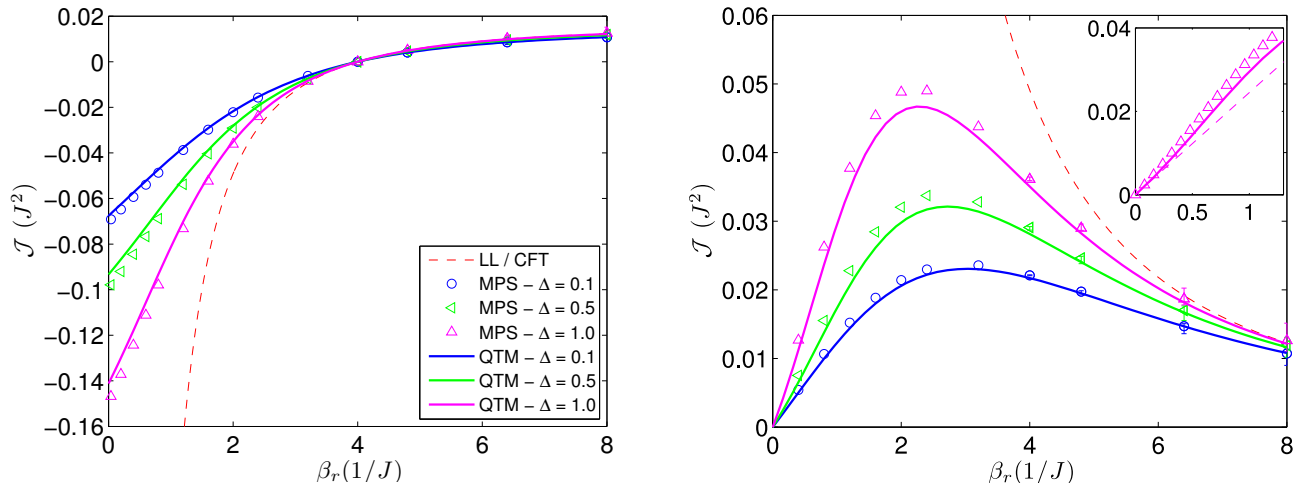 0.02
0
−0.02
−0.04
−0.06
−0.08
−0.1
−0.12
−0.14
−0.16
𝒥 (J²)
0 2 4 6 8
β_r(1/J)
LL / CFT
MPS − Δ = 0.1
MPS − Δ = 0.5
MPS − Δ = 1.0
QTM − Δ = 0.1
QTM − Δ = 0.5
QTM − Δ = 1.0
0.06
0.05
0.04
0.03
0.02
0.01
0
𝒥 (J²)
0 2 4 6 8
β_r(1/J)
0.04
0.02
0
0 0.5 1